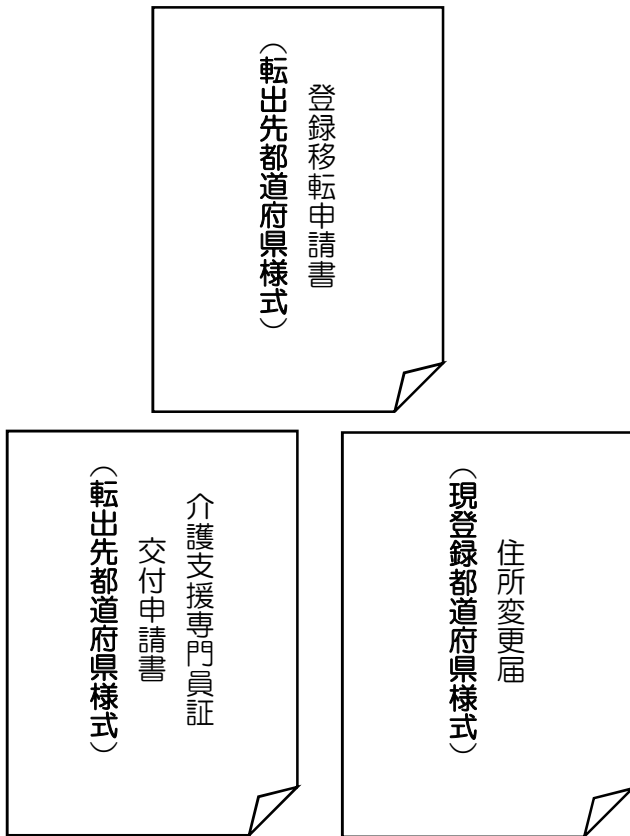 登録移転申請書
（転出先都道府県様式）
住所変更届
（現登録都道府県様式）
介護支援専門員証
交付申請書
（転出先都道府県様式）